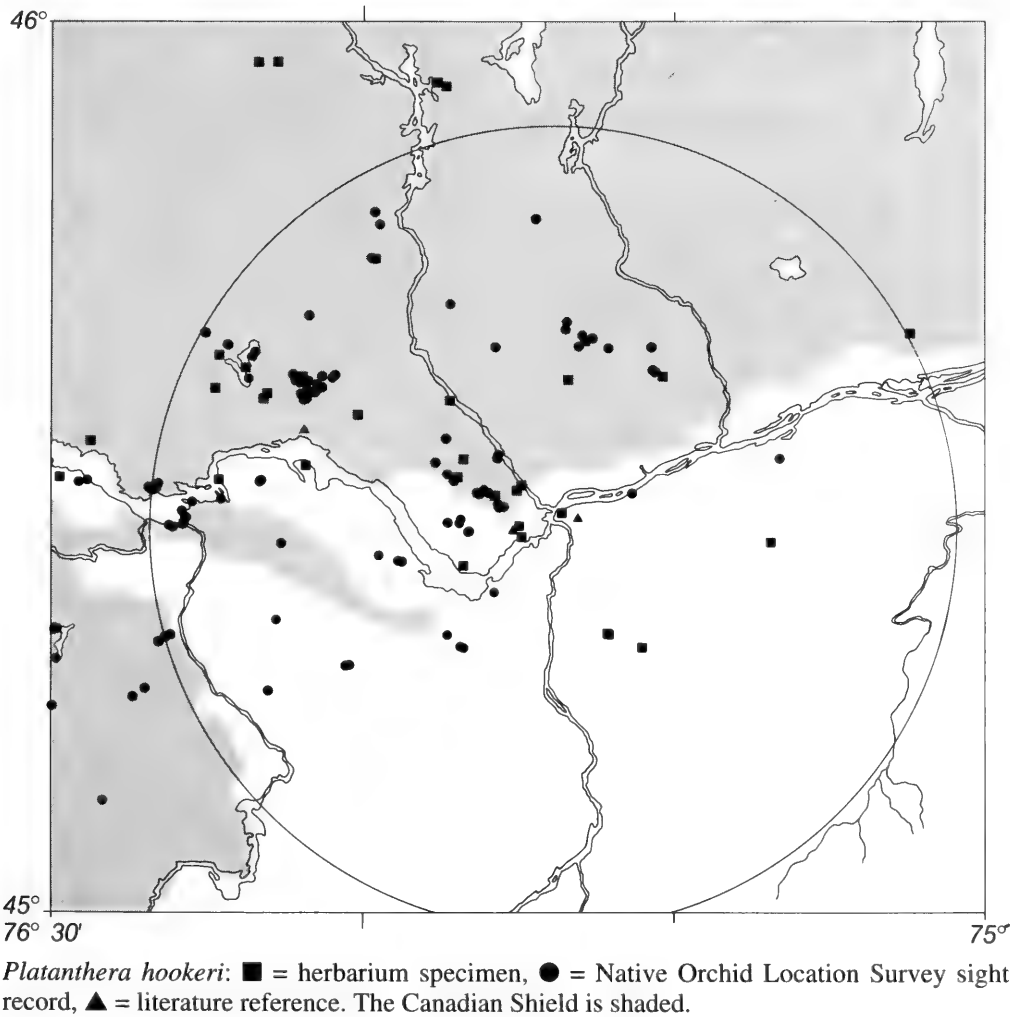 46°
45°
76° 30'
75°
Platanthera hookeri: ■ = herbarium specimen, ● = Native Orchid Location Survey sight
record, ▲ = literature reference. The Canadian Shield is shaded.